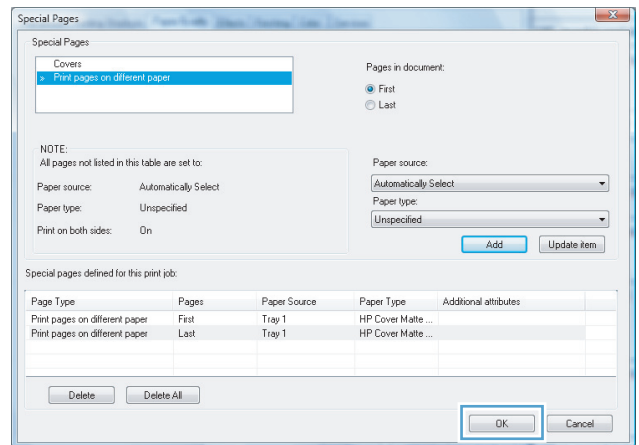 Special Pages
Special Pages
Covers
» Print pages on different paper
Pages in document:
First
Last
NOTE:
All pages not listed in this table are set to:
Paper source: Automatically Select
Paper type: Unspecified
Print on both sides: On
Paper source:
Automatically Select
Paper type:
Unspecified
Add Update item
Special pages defined for this print job:
Page Type Pages Paper Source Paper Type Additional attributes
Print pages on different paper First Tray 1 HP Cover Matte ...
Print pages on different paper Last Tray 1 HP Cover Matte ...
Delete Delete All
OK Cancel